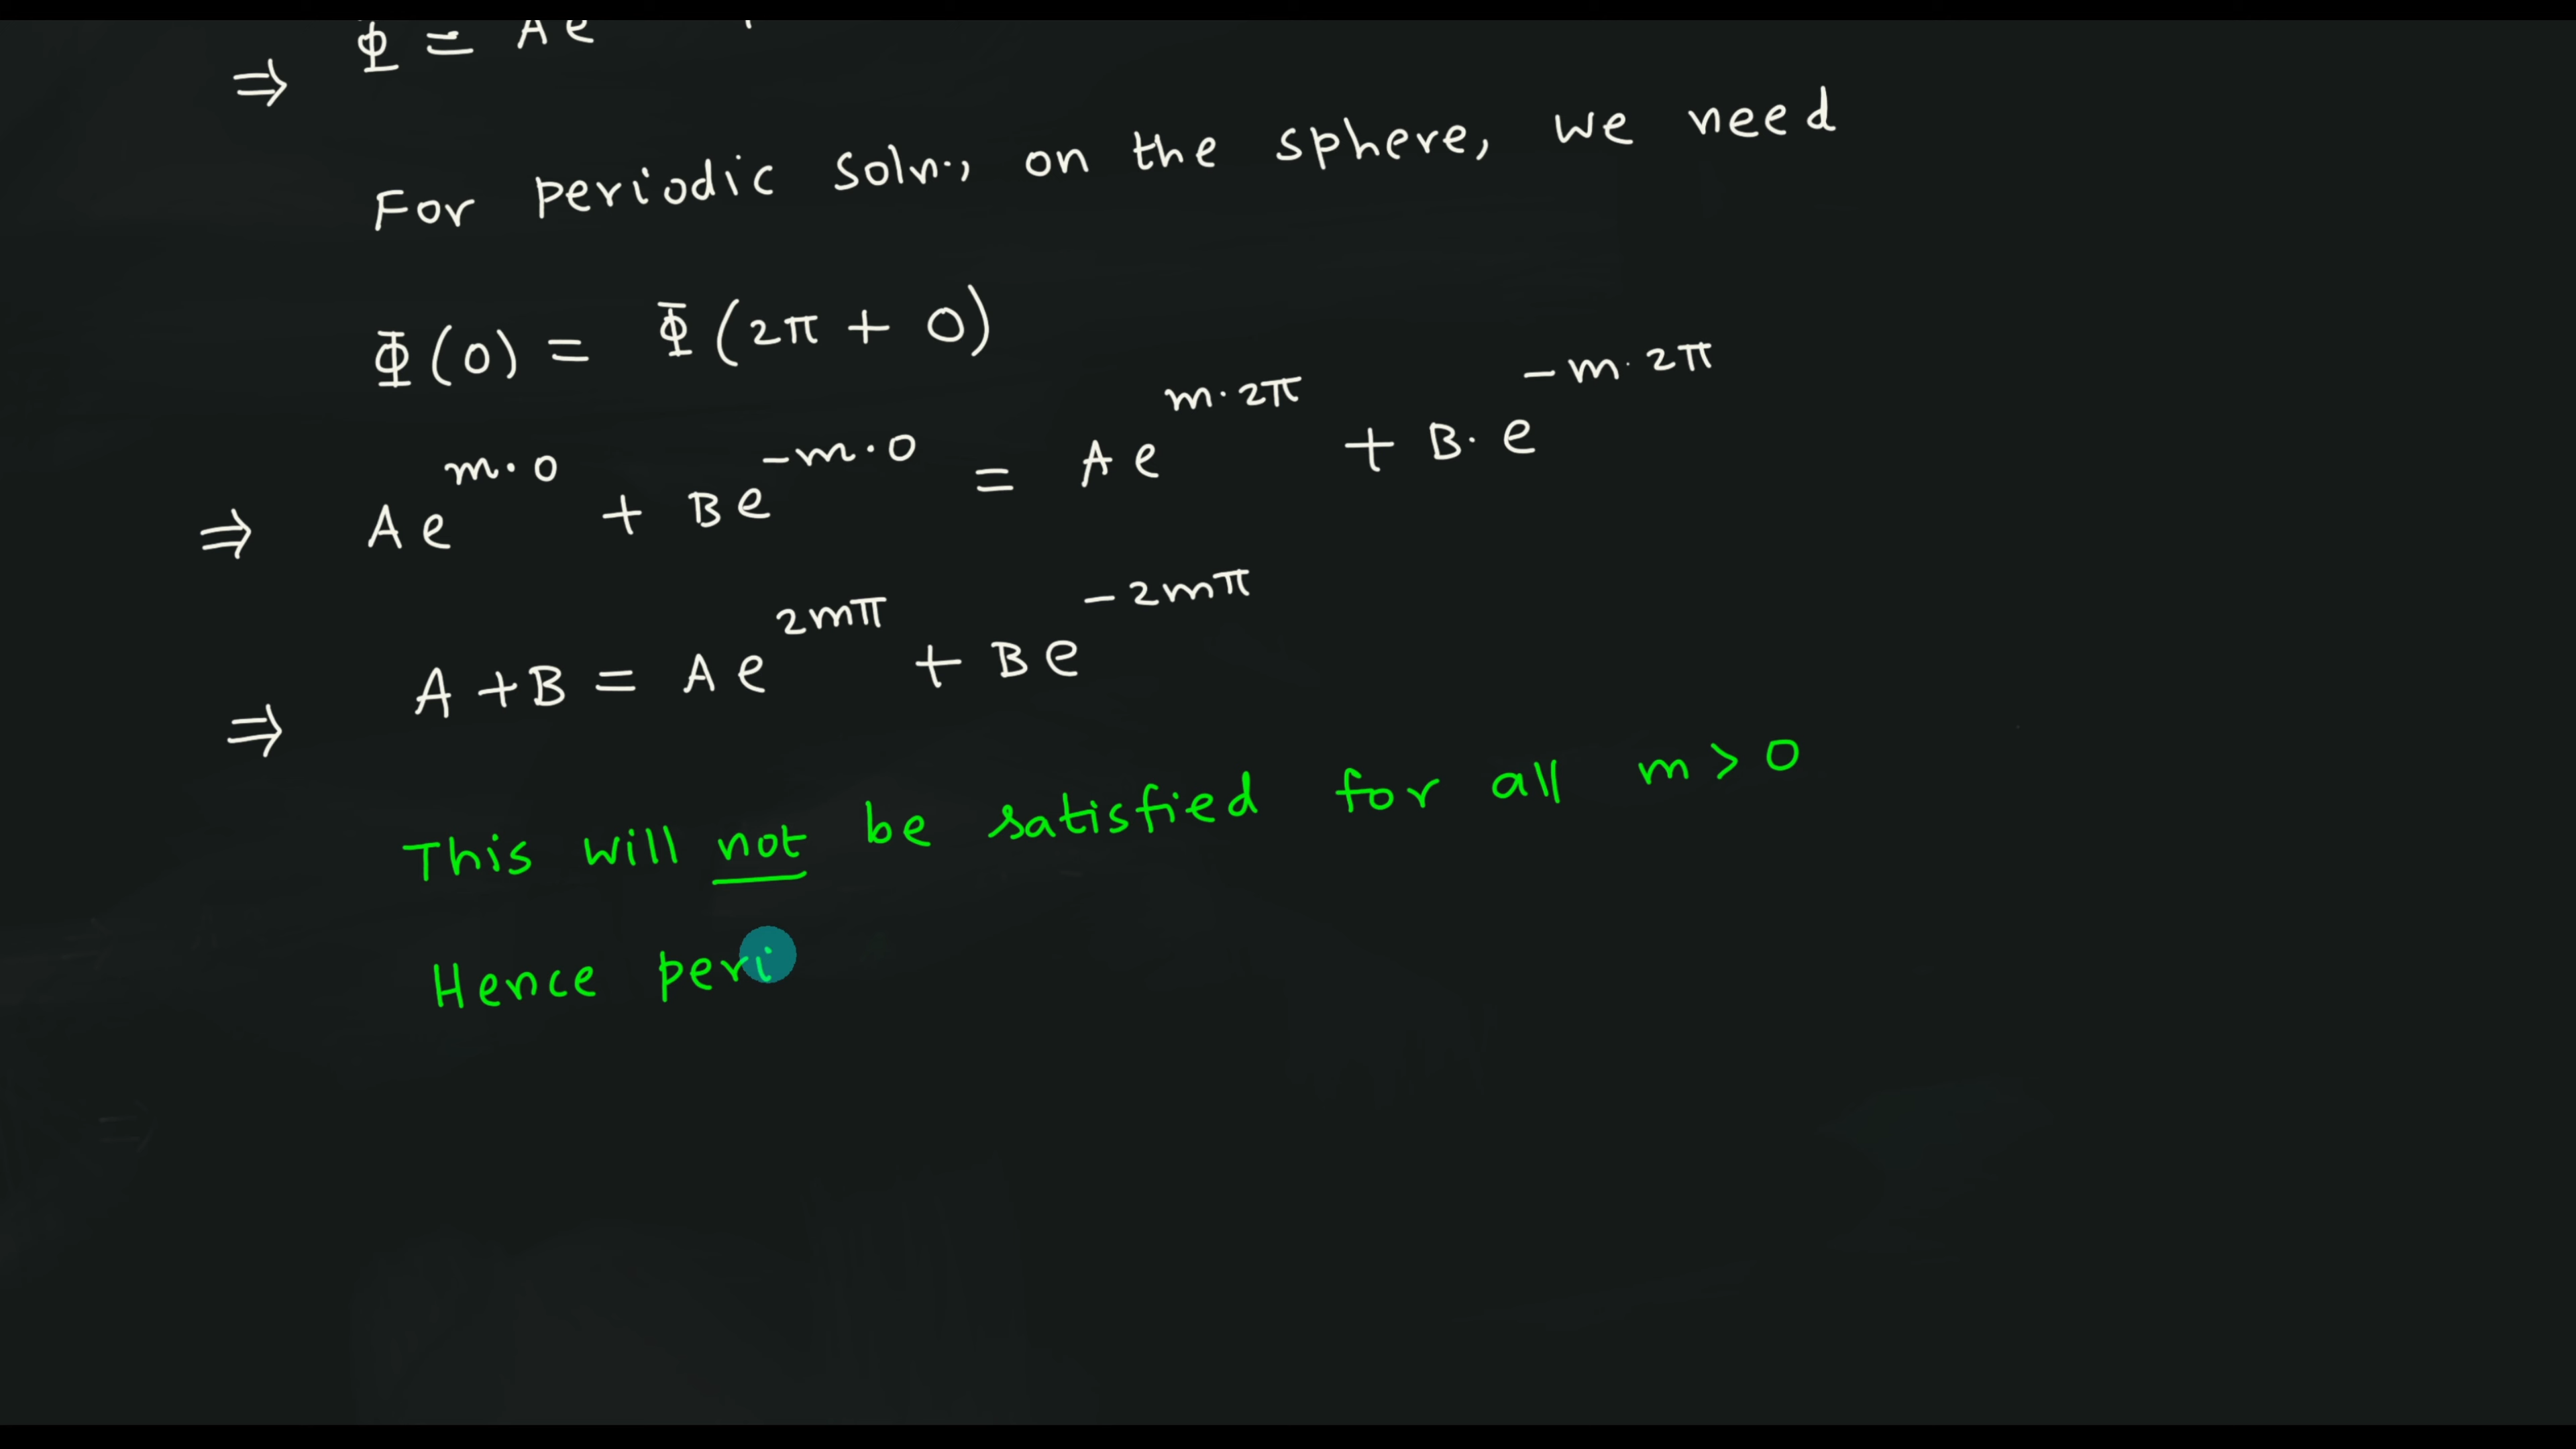 ⇒ Φ = Ae
For periodic soln., on the sphere, we need
Φ(0) = Φ(2π + 0)
⇒ Ae^{m·0} + Be^{-m·0} = Ae^{m·2π} + B·e^{-m·2π}
⇒ A+B = Ae^{2mπ} + Be^{-2mπ}
This will not be satisfied for all m > 0
Hence peri